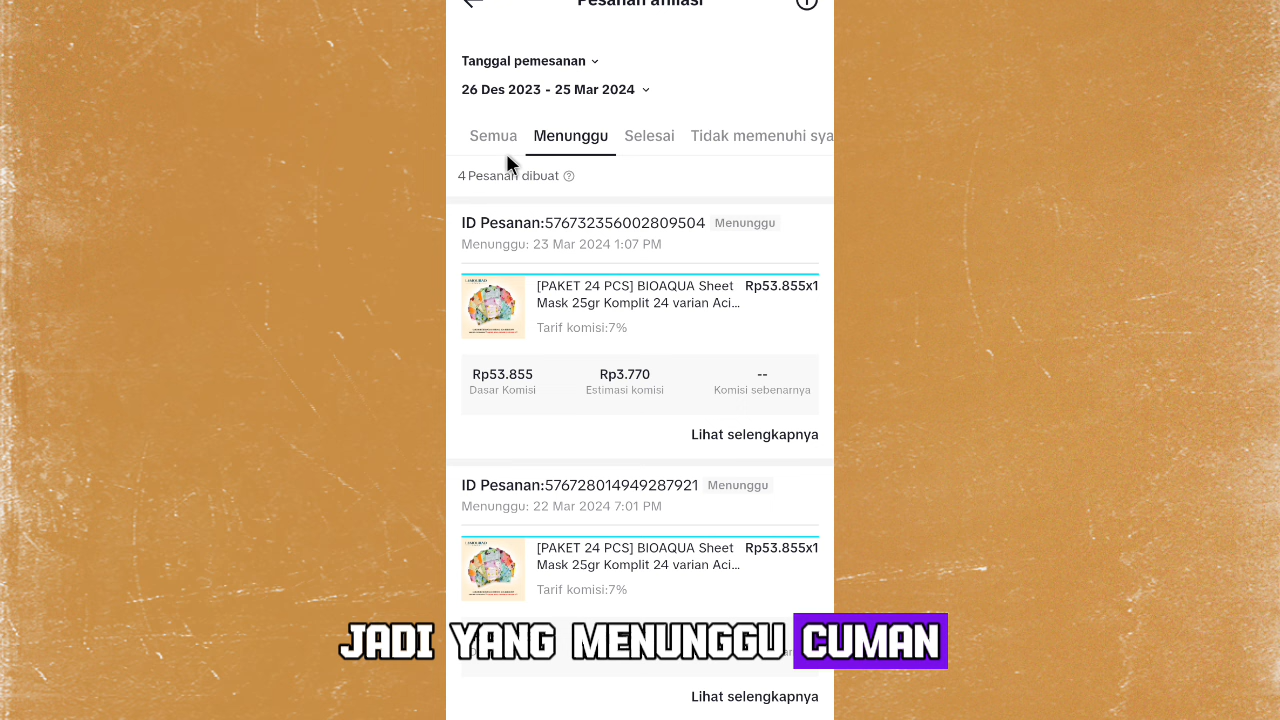 Pesanan afiliasi
Tanggal pemesanan
26 Des 2023 - 25 Mar 2024
Semua Menunggu Selesai Tidak memenuhi sya
4 Pesanan dibuat
ID Pesanan:576732356002809504 Menunggu
Menunggu: 23 Mar 2024 1:07 PM
[PAKET 24 PCS] BIOAQUA Sheet Rp53.855x1
Mask 25gr Komplit 24 varian Aci...
Tarif komisi:7%
Rp53.855 Rp3.770 --
Dasar Komisi Estimasi komisi Komisi sebenarnya
Lihat selengkapnya
ID Pesanan:576728014949287921 Menunggu
Menunggu: 22 Mar 2024 7:01 PM
[PAKET 24 PCS] BIOAQUA Sheet Rp53.855x1
Mask 25gr Komplit 24 varian Aci...
Tarif komisi:7%
JADI YANG MENUNGGU CUMAN
Lihat selengkapnya